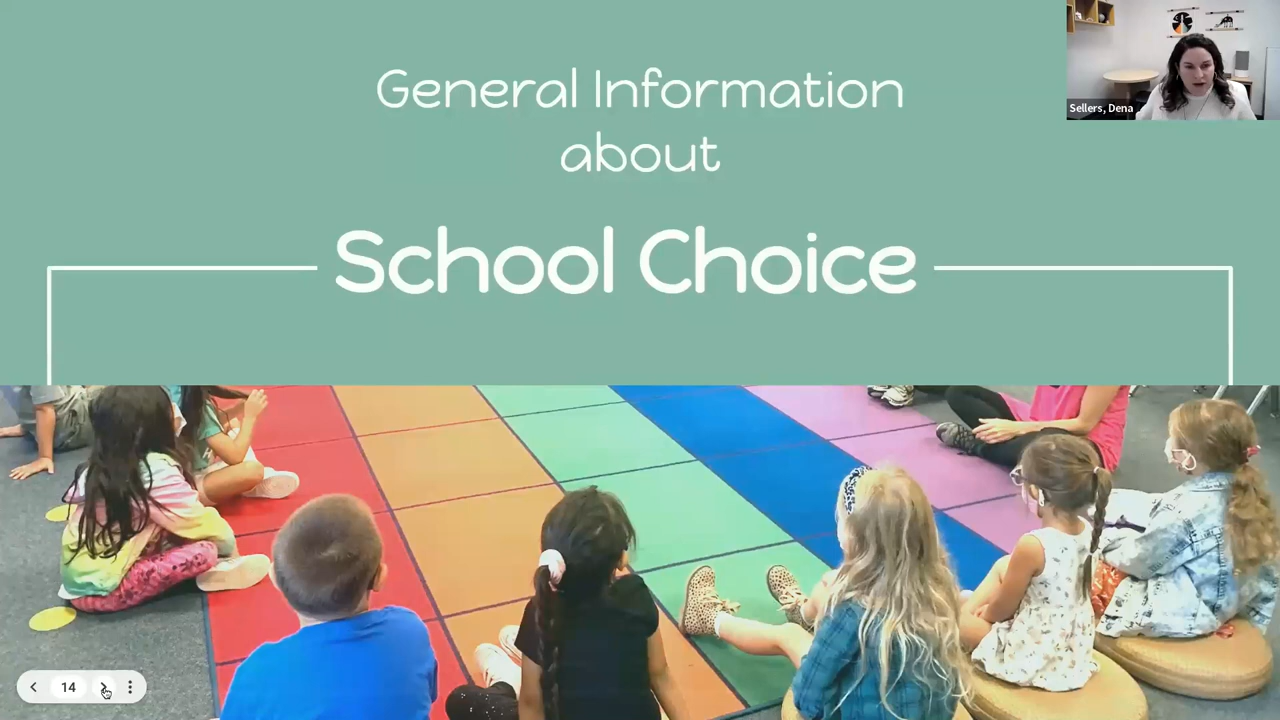 General Information
about
School Choice
Sellers, Dena
14